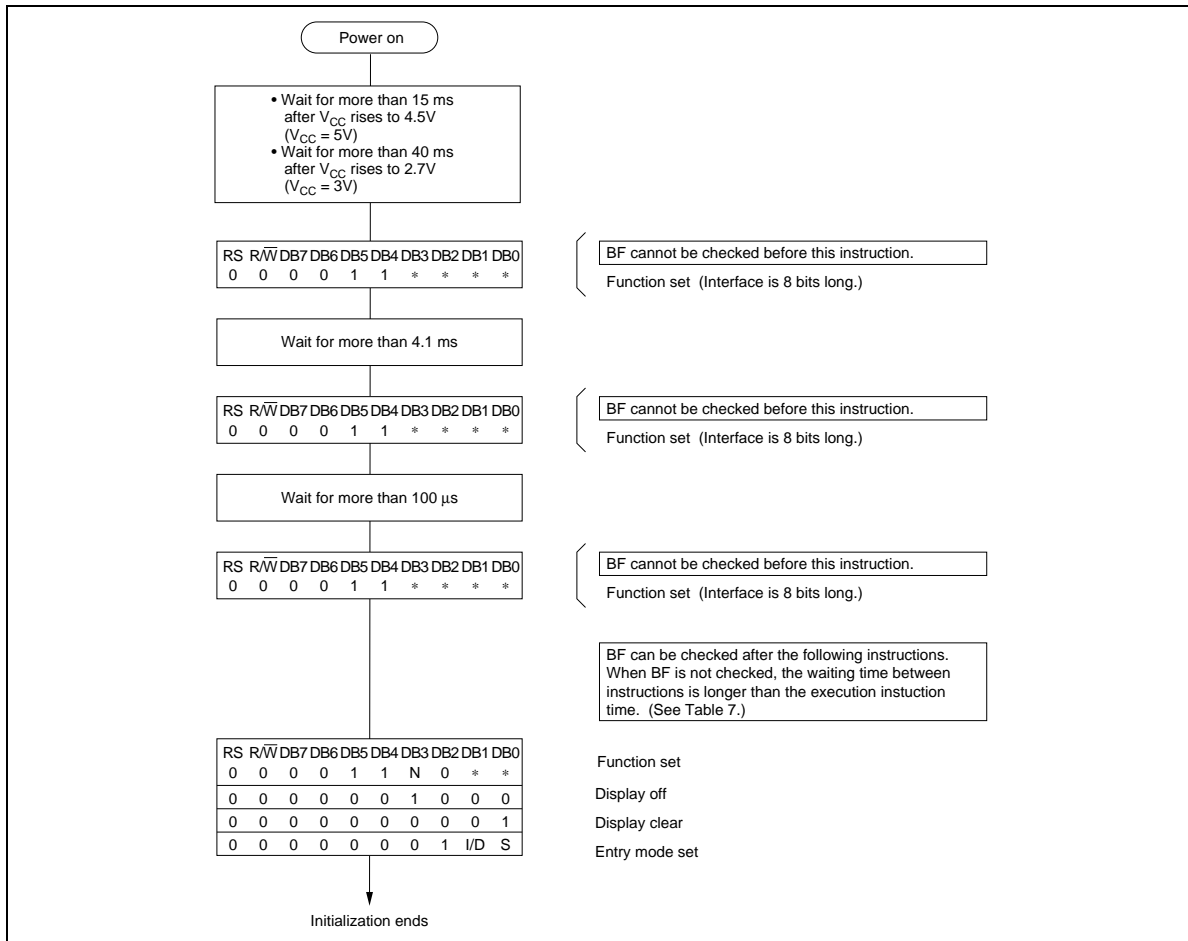 Power on
• Wait for more than 15 ms
after VCC rises to 4.5V
(VCC = 5V)
• Wait for more than 40 ms
after VCC rises to 2.7V
(VCC = 3V)
RS R/W̅ DB7 DB6 DB5 DB4 DB3 DB2 DB1 DB0
0 0 0 0 1 1 * * * *
BF cannot be checked before this instruction.
Function set (Interface is 8 bits long.)
Wait for more than 4.1 ms
RS R/W̅ DB7 DB6 DB5 DB4 DB3 DB2 DB1 DB0
0 0 0 0 1 1 * * * *
BF cannot be checked before this instruction.
Function set (Interface is 8 bits long.)
Wait for more than 100 μs
RS R/W̅ DB7 DB6 DB5 DB4 DB3 DB2 DB1 DB0
0 0 0 0 1 1 * * * *
BF cannot be checked before this instruction.
Function set (Interface is 8 bits long.)
BF can be checked after the following instructions.
When BF is not checked, the waiting time between
instructions is longer than the execution instuction
time. (See Table 7.)
RS R/W̅ DB7 DB6 DB5 DB4 DB3 DB2 DB1 DB0
0 0 0 0 1 1 N 0 * *
Function set
0 0 0 0 0 0 1 0 0 0
Display off
0 0 0 0 0 0 0 0 0 1
Display clear
0 0 0 0 0 0 0 1 I/D S
Entry mode set
Initialization ends